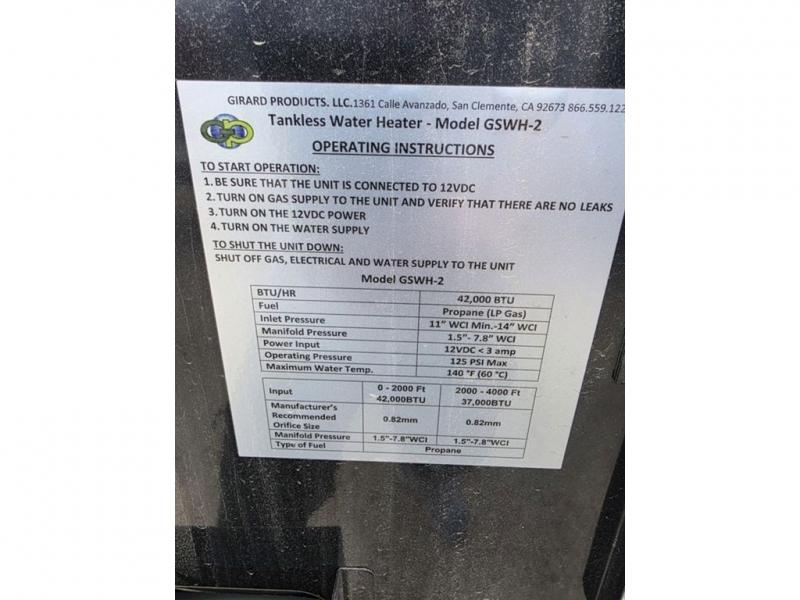 GIRARD PRODUCTS. LLC.1361 Calle Avanzado, San Clemente, CA 92673 866.559.122
Tankless Water Heater - Model GSWH-2
OPERATING INSTRUCTIONS
TO START OPERATION:
1. BE SURE THAT THE UNIT IS CONNECTED TO 12VDC
2. TURN ON GAS SUPPLY TO THE UNIT AND VERIFY THAT THERE ARE NO LEAKS
3. TURN ON THE 12VDC POWER
4. TURN ON THE WATER SUPPLY
TO SHUT THE UNIT DOWN:
SHUT OFF GAS, ELECTRICAL AND WATER SUPPLY TO THE UNIT
Model GSWH-2
BTU/HR 42,000 BTU
Fuel Propane (LP Gas)
Inlet Pressure 11” WCI Min.-14” WCI
Manifold Pressure 1.5”- 7.8” WCI
Power Input 12VDC < 3 amp
Operating Pressure 125 PSI Max
Maximum Water Temp. 140 °F (60 °C)
Input 0 - 2000 Ft 2000 - 4000 Ft
42,000BTU 37,000BTU
Manufacturer's
Recommended 0.82mm 0.82mm
Orifice Size
Manifold Pressure 1.5”-7.8”WCI 1.5”-7.8”WCI
Type of Fuel Propane